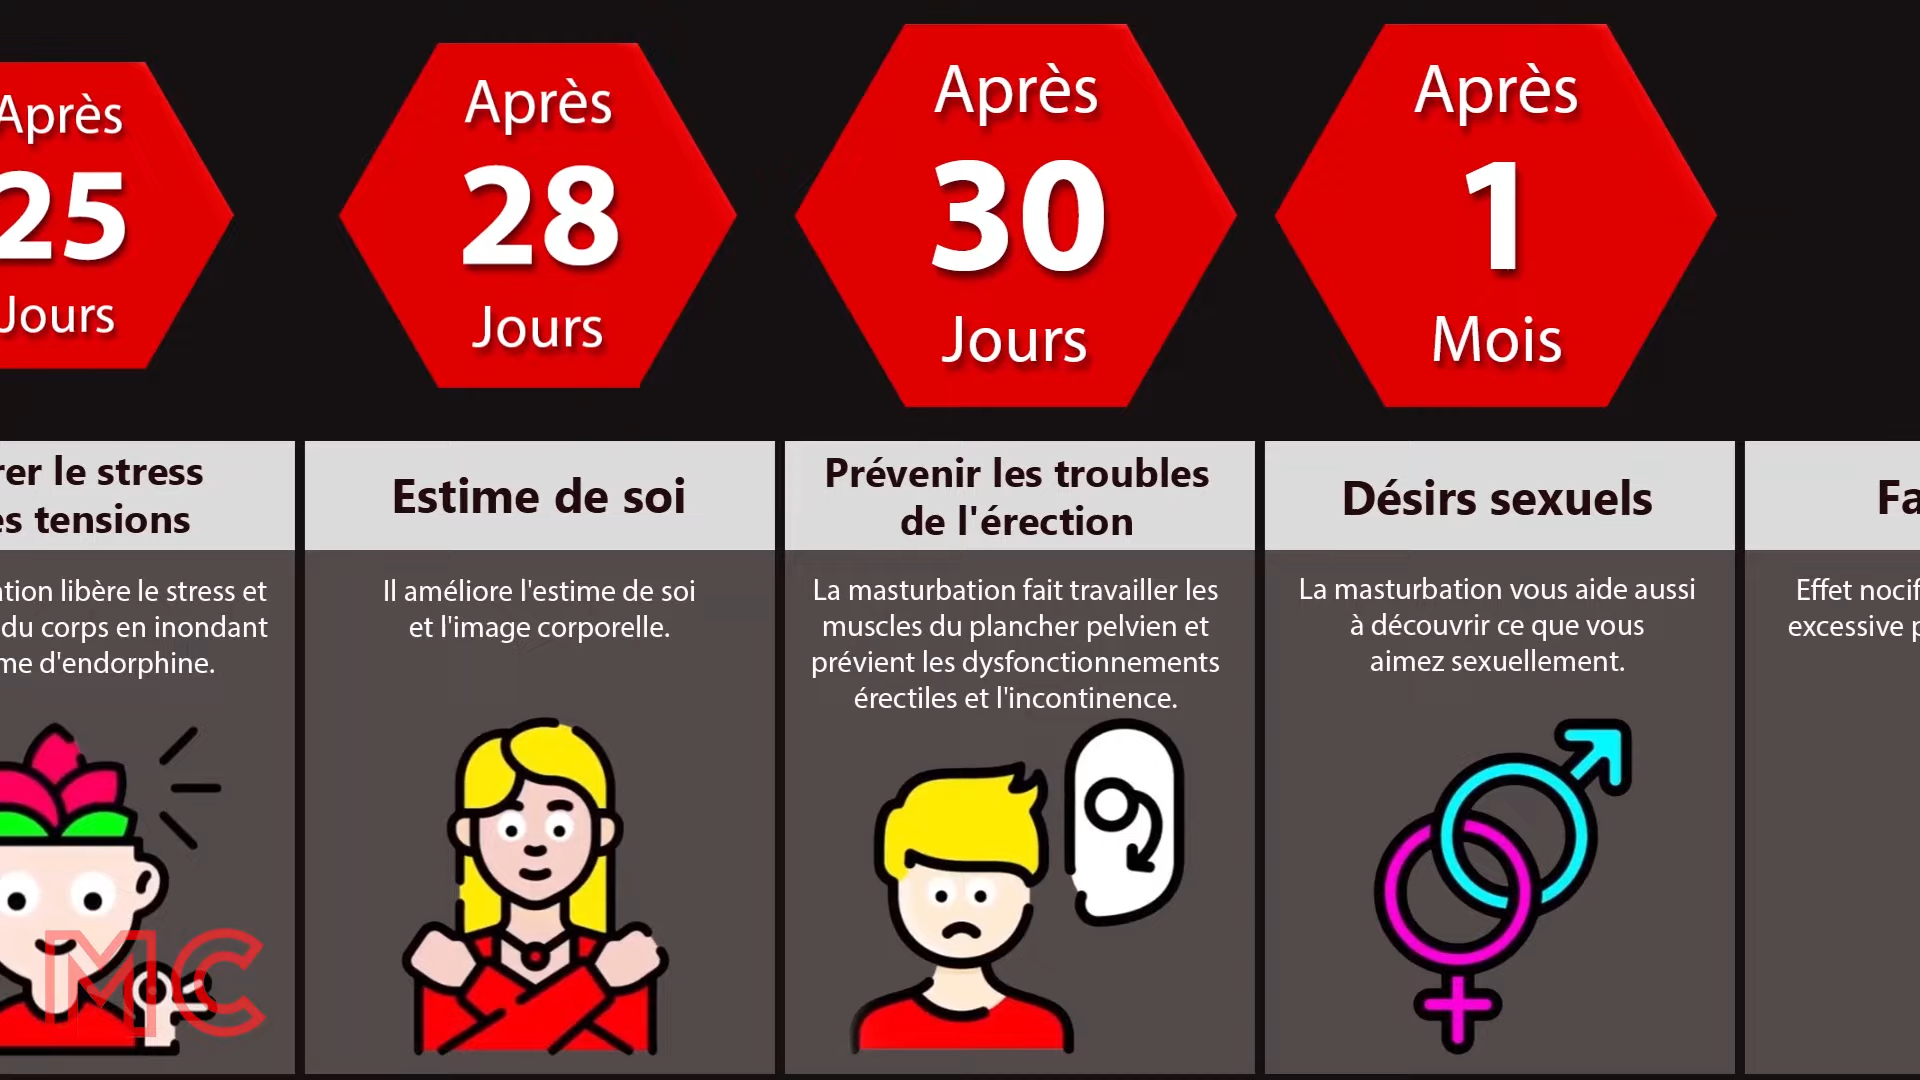 Après
25
Jours
Après
28
Jours
Après
30
Jours
Après
1
Mois
le stress
tensions
Estime de soi
Prévenir les troubles
de l'érection
Désirs sexuels
libère le stress et
du corps en inondant
d'endorphine.
Il améliore l'estime de soi
et l'image corporelle.
La masturbation fait travailler les
muscles du plancher pelvien et
prévient les dysfonctionnements
érectiles et l'incontinence.
La masturbation vous aide aussi
à découvrir ce que vous
aimez sexuellement.
Effet
excessive
MC